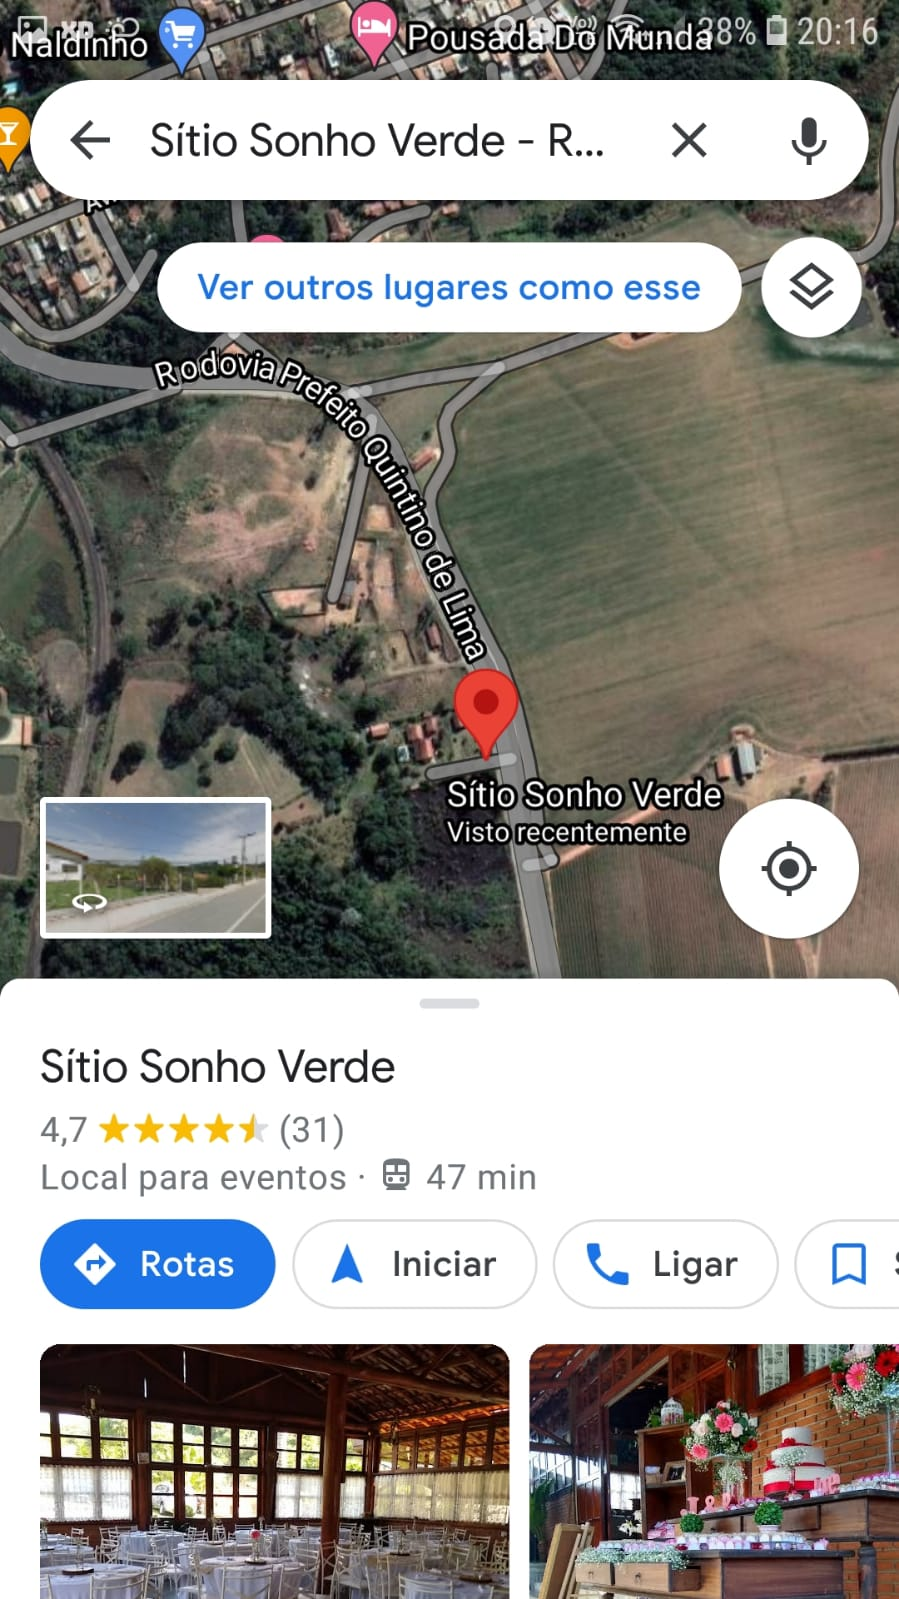 Naldinho
Pousada Do Munda
38% 20:16
Sítio Sonho Verde - R...
Ver outros lugares como esse
Rodovia Prefeito Quintino de Lima
Sítio Sonho Verde
Visto recentemente
Sítio Sonho Verde
4,7 (31)
Local para eventos · 47 min
Rotas
Iniciar
Ligar